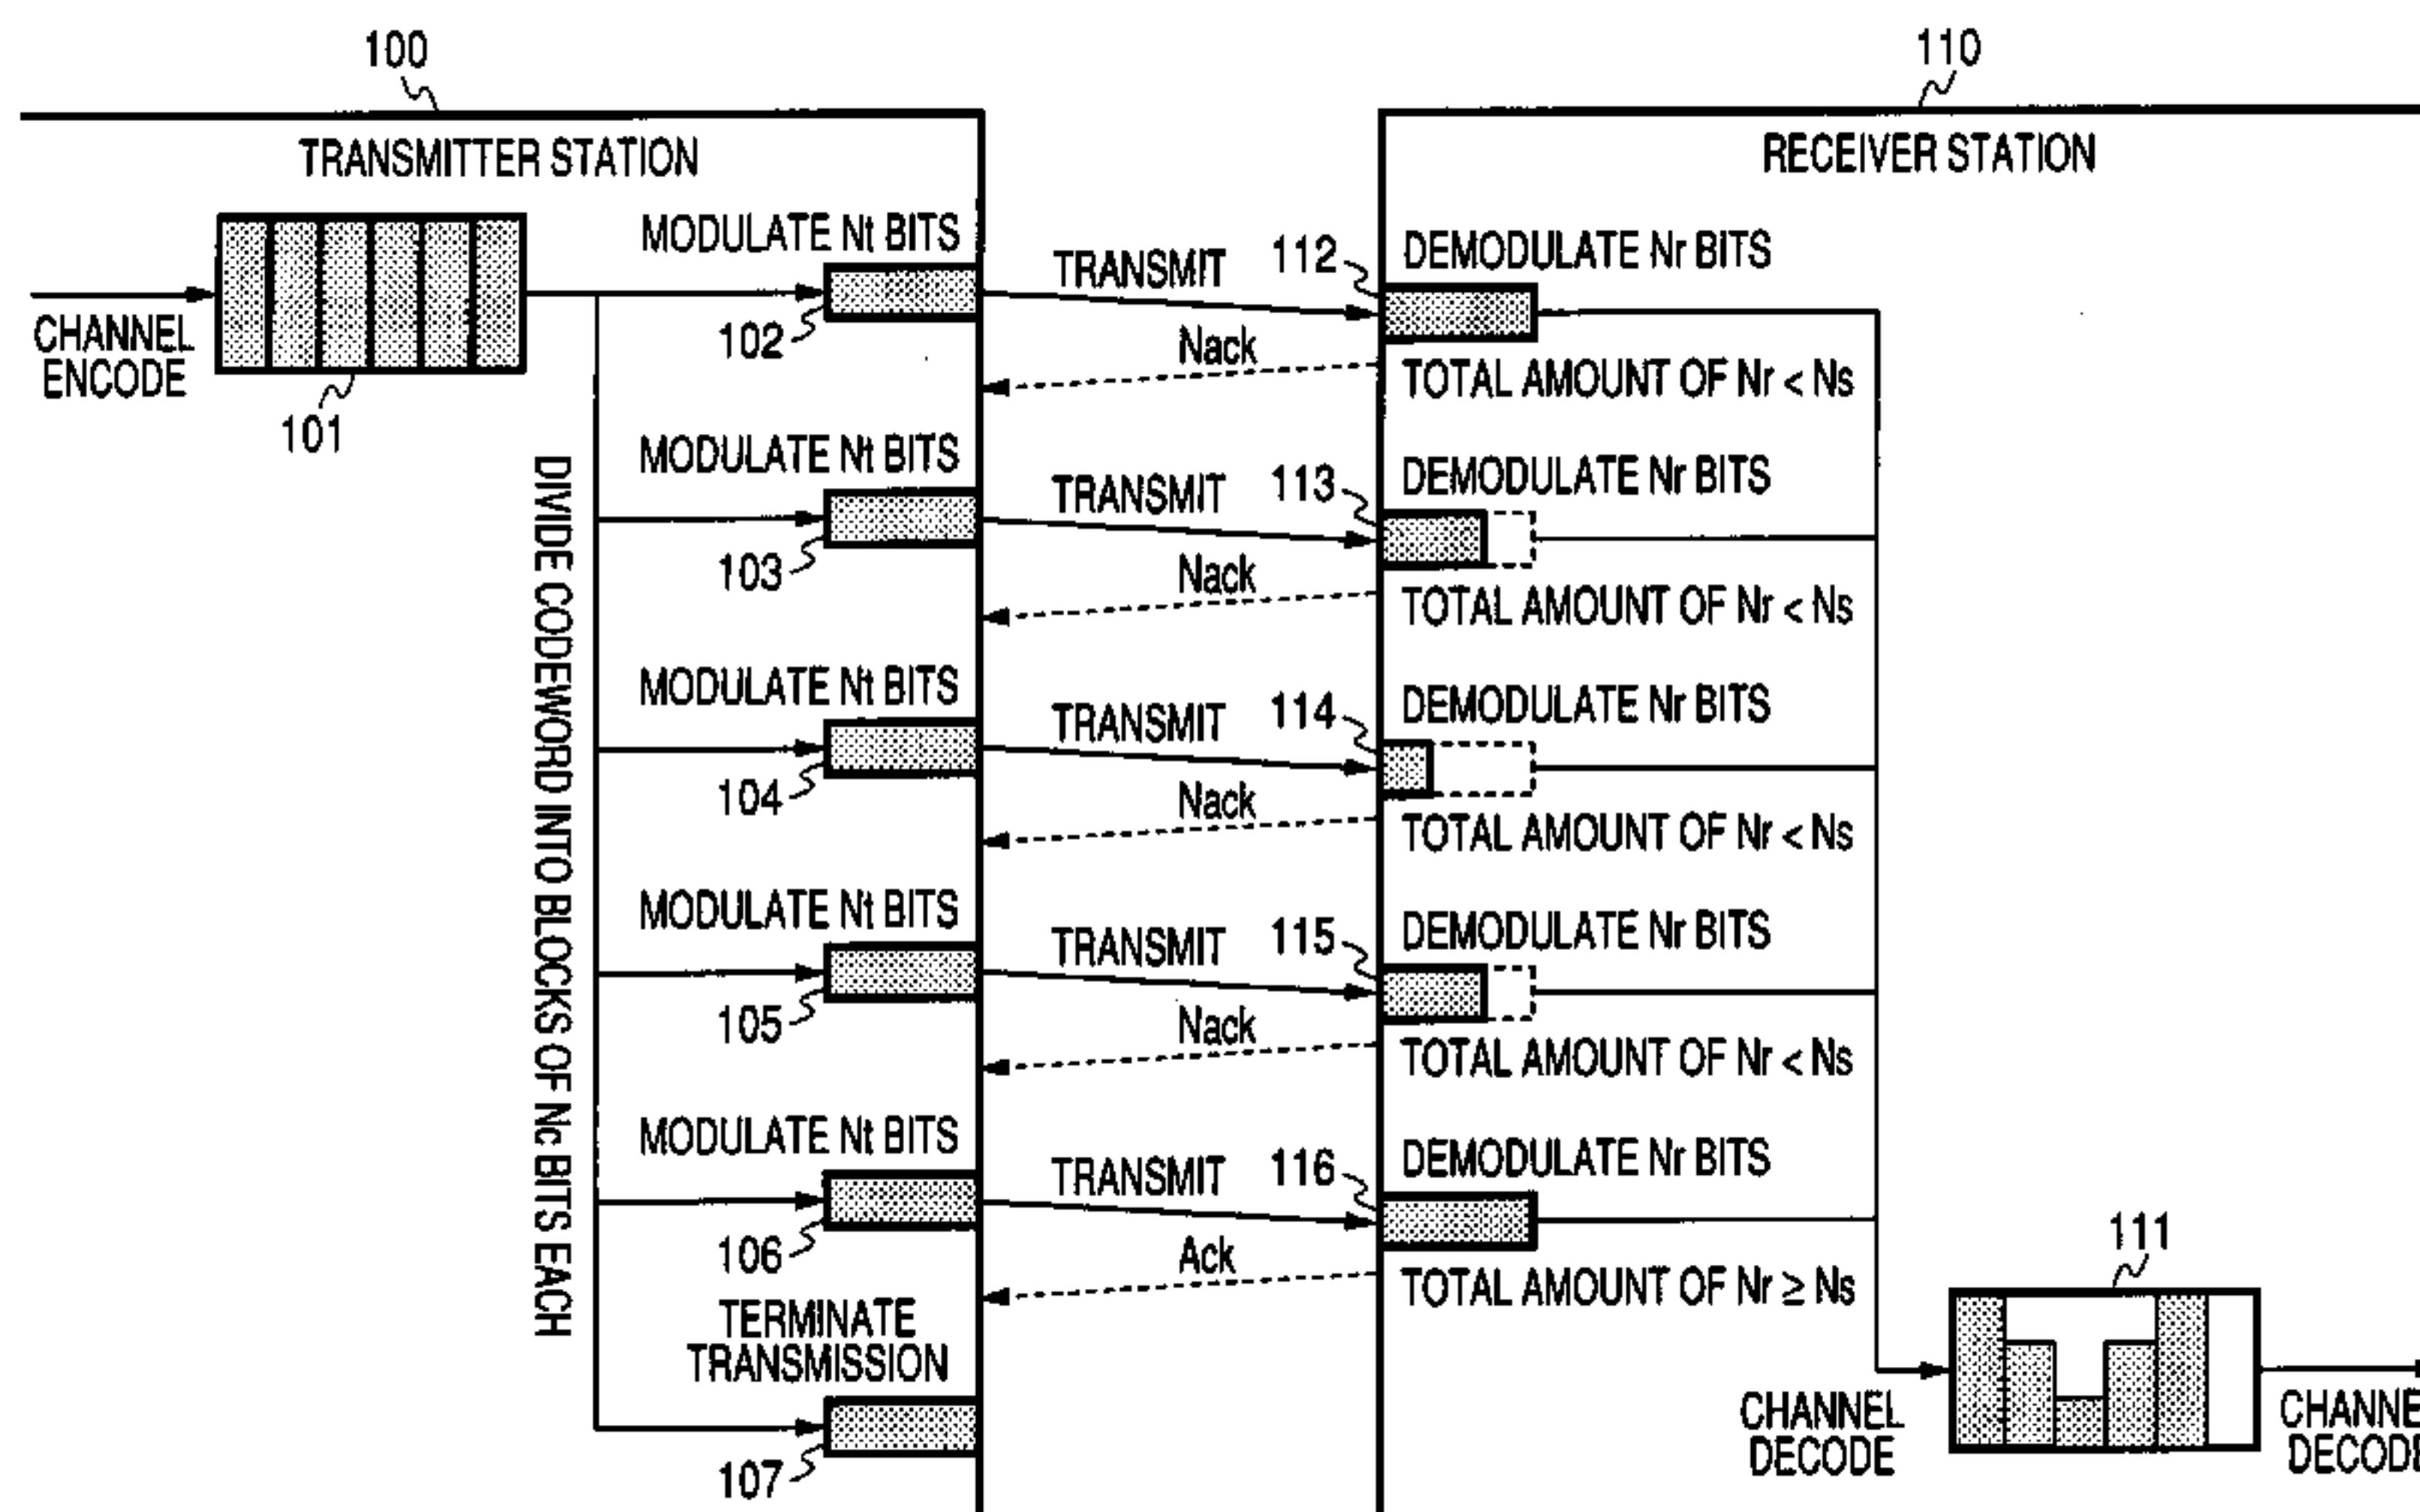 100
110
TRANSMITTER STATION
RECEIVER STATION
CHANNEL
ENCODE
101
DIVIDE CODEWORD INTO BLOCKS OF Nc BITS EACH
MODULATE Nt BITS
102
TRANSMIT
112
DEMODULATE Nr BITS
Nack
TOTAL AMOUNT OF Nr < Ns
MODULATE Nt BITS
103
TRANSMIT
113
DEMODULATE Nr BITS
Nack
TOTAL AMOUNT OF Nr < Ns
MODULATE Nt BITS
104
TRANSMIT
114
DEMODULATE Nr BITS
Nack
TOTAL AMOUNT OF Nr < Ns
MODULATE Nt BITS
105
TRANSMIT
115
DEMODULATE Nr BITS
Nack
TOTAL AMOUNT OF Nr < Ns
MODULATE Nt BITS
106
TRANSMIT
116
DEMODULATE Nr BITS
Ack
TOTAL AMOUNT OF Nr ≥ Ns
TERMINATE
TRANSMISSION
107
111
CHANNEL
DECODE
CHANNE
DECODE